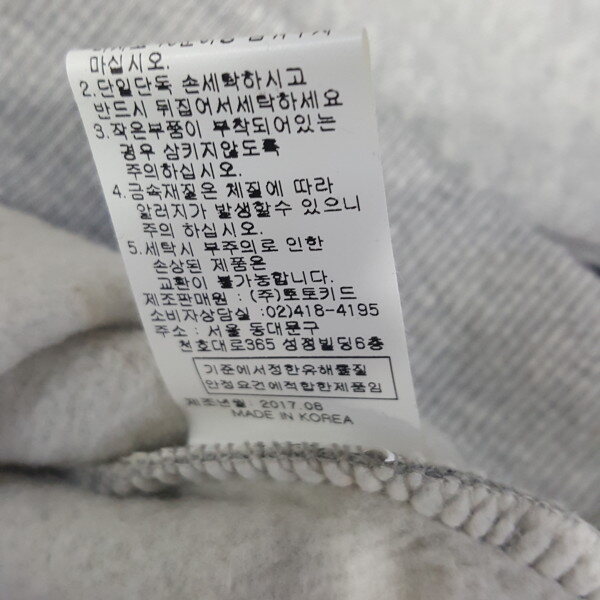 마십시오.
2.단일단독 손세탁하시고
반드시 뒤집어서세탁하세요
3.작은부품이 부착되어있는
경우 삼키지않도록
주의하십시오.
4.금속재질은 체질에 따라
알러지가 발생할수 있으니
주의 하십시오.
5.세탁시 부주의로 인한
손상된 제품은
교환이 불가능합니다.
제조판매원 : (주)토토키드
소비자상담실 :02)418-4195
주소 : 서울 동대문구
천호대로365 성정빌딩6층
기준에서정한유해물질
안정요건에적합한제품임
제조년월: 2017.08
MADE IN KOREA